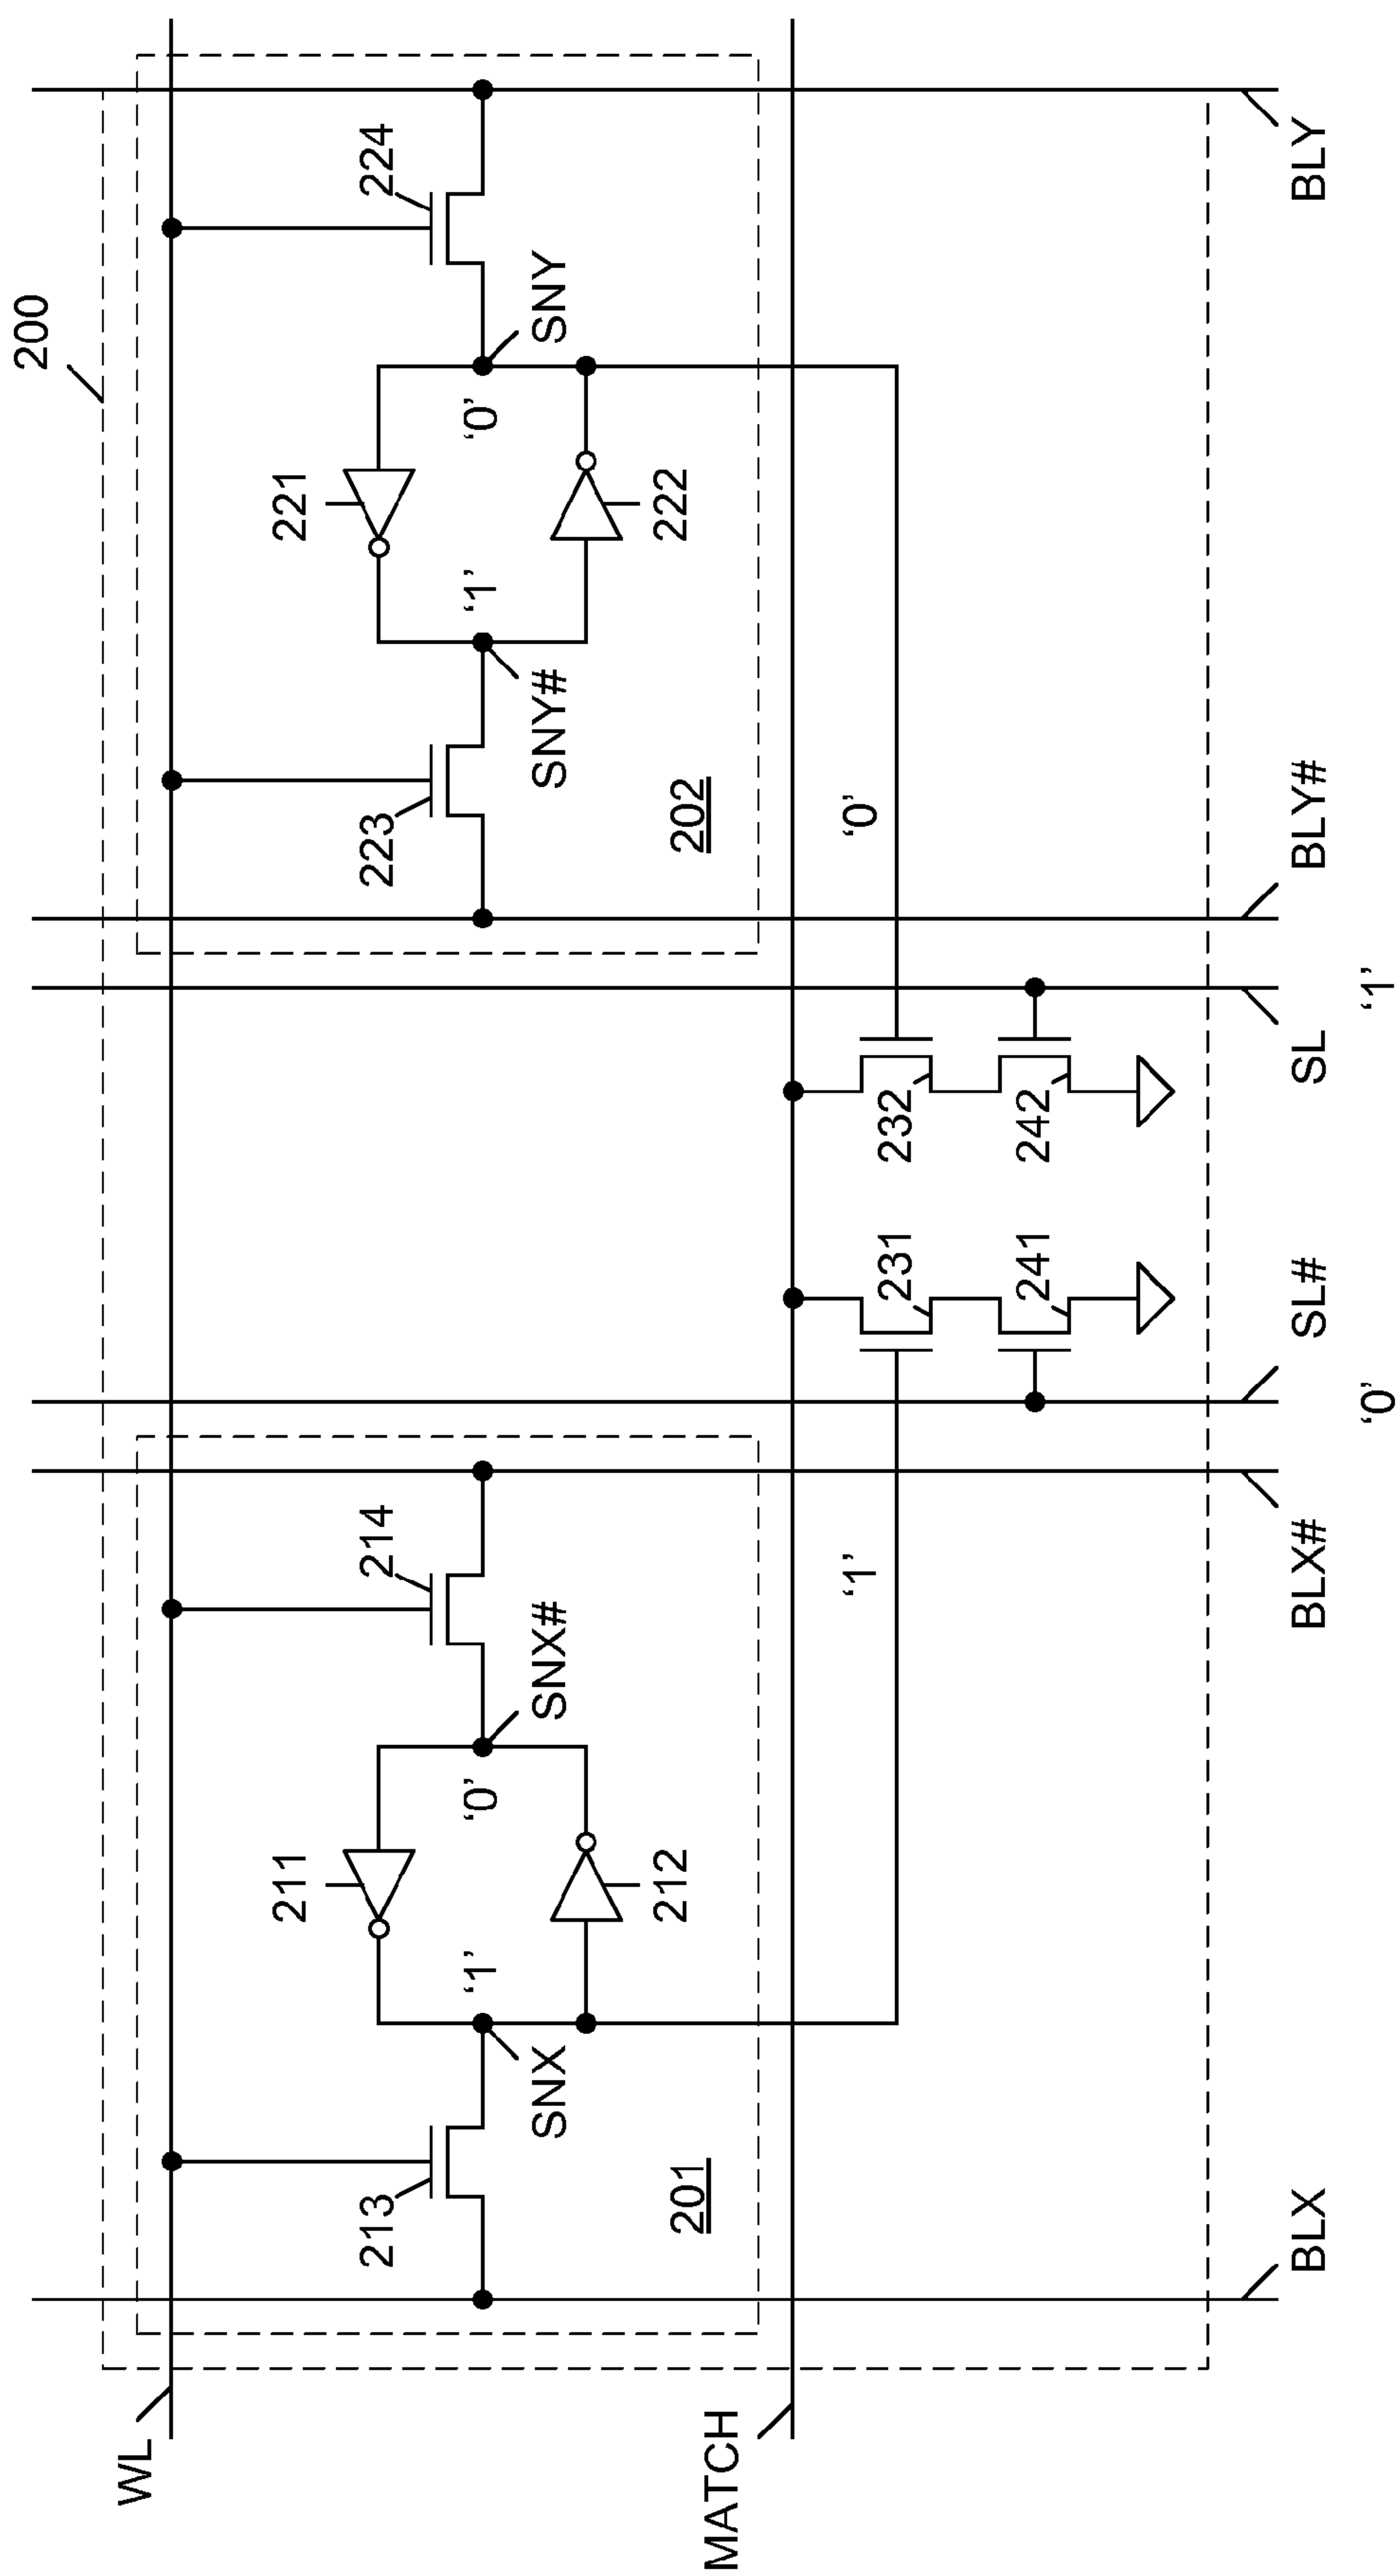 200
WL
213
214
223
224
211
221
'1'
'0'
'1'
'0'
SNX
SNX#
SNY#
SNY
201
212
202
222
MATCH
'1'
'0'
231
232
241
242
BLX
BLX#
SL#
SL
BLY#
BLY
'0'
'1'